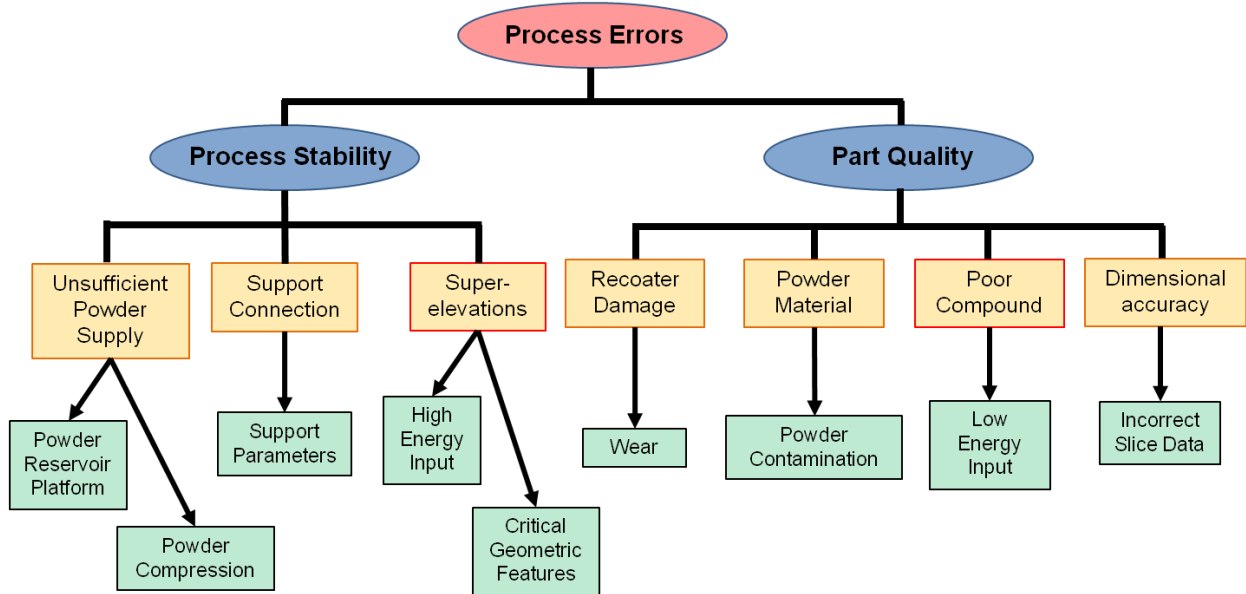 Process Errors
Process Stability
Part Quality
Unsufficient
Powder
Supply
Support
Connection
Super-
elevations
Recoater
Damage
Powder
Material
Poor
Compound
Dimensional
accuracy
Powder
Reservoir
Platform
Powder
Compression
Support
Parameters
High
Energy
Input
Critical
Geometric
Features
Wear
Powder
Contamination
Low
Energy
Input
Incorrect
Slice Data